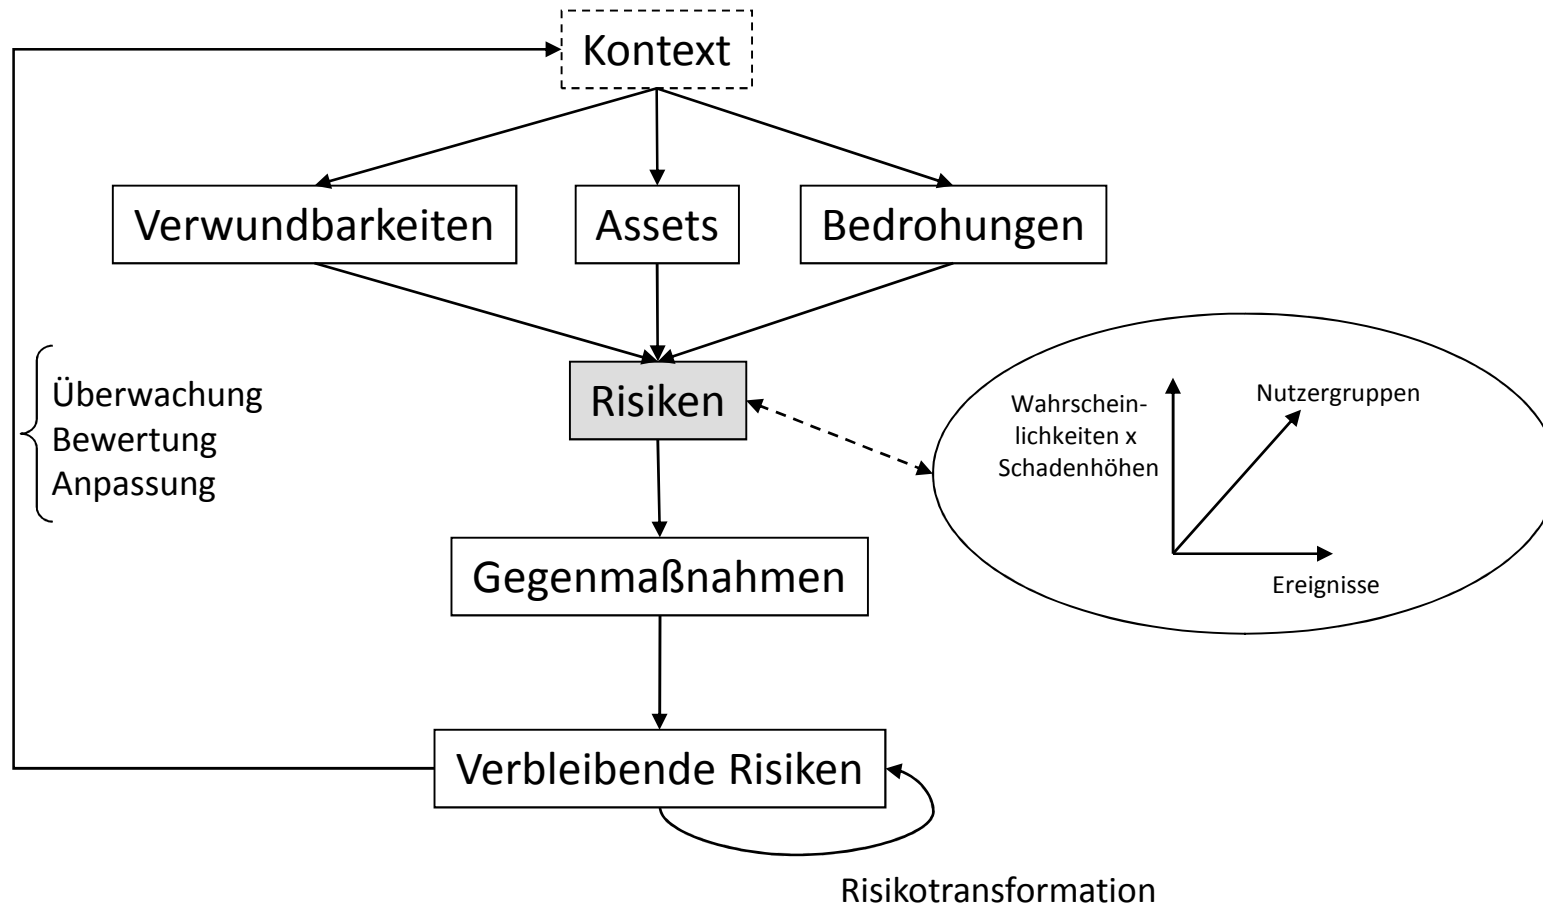 Kontext
Verwundbarkeiten
Assets
Bedrohungen
Risiken
Überwachung
Bewertung
Anpassung
Wahrschein-
lichkeiten x
Schadenhöhen
Nutzergruppen
Ereignisse
Gegenmaßnahmen
Verbleibende Risiken
Risikotransformation